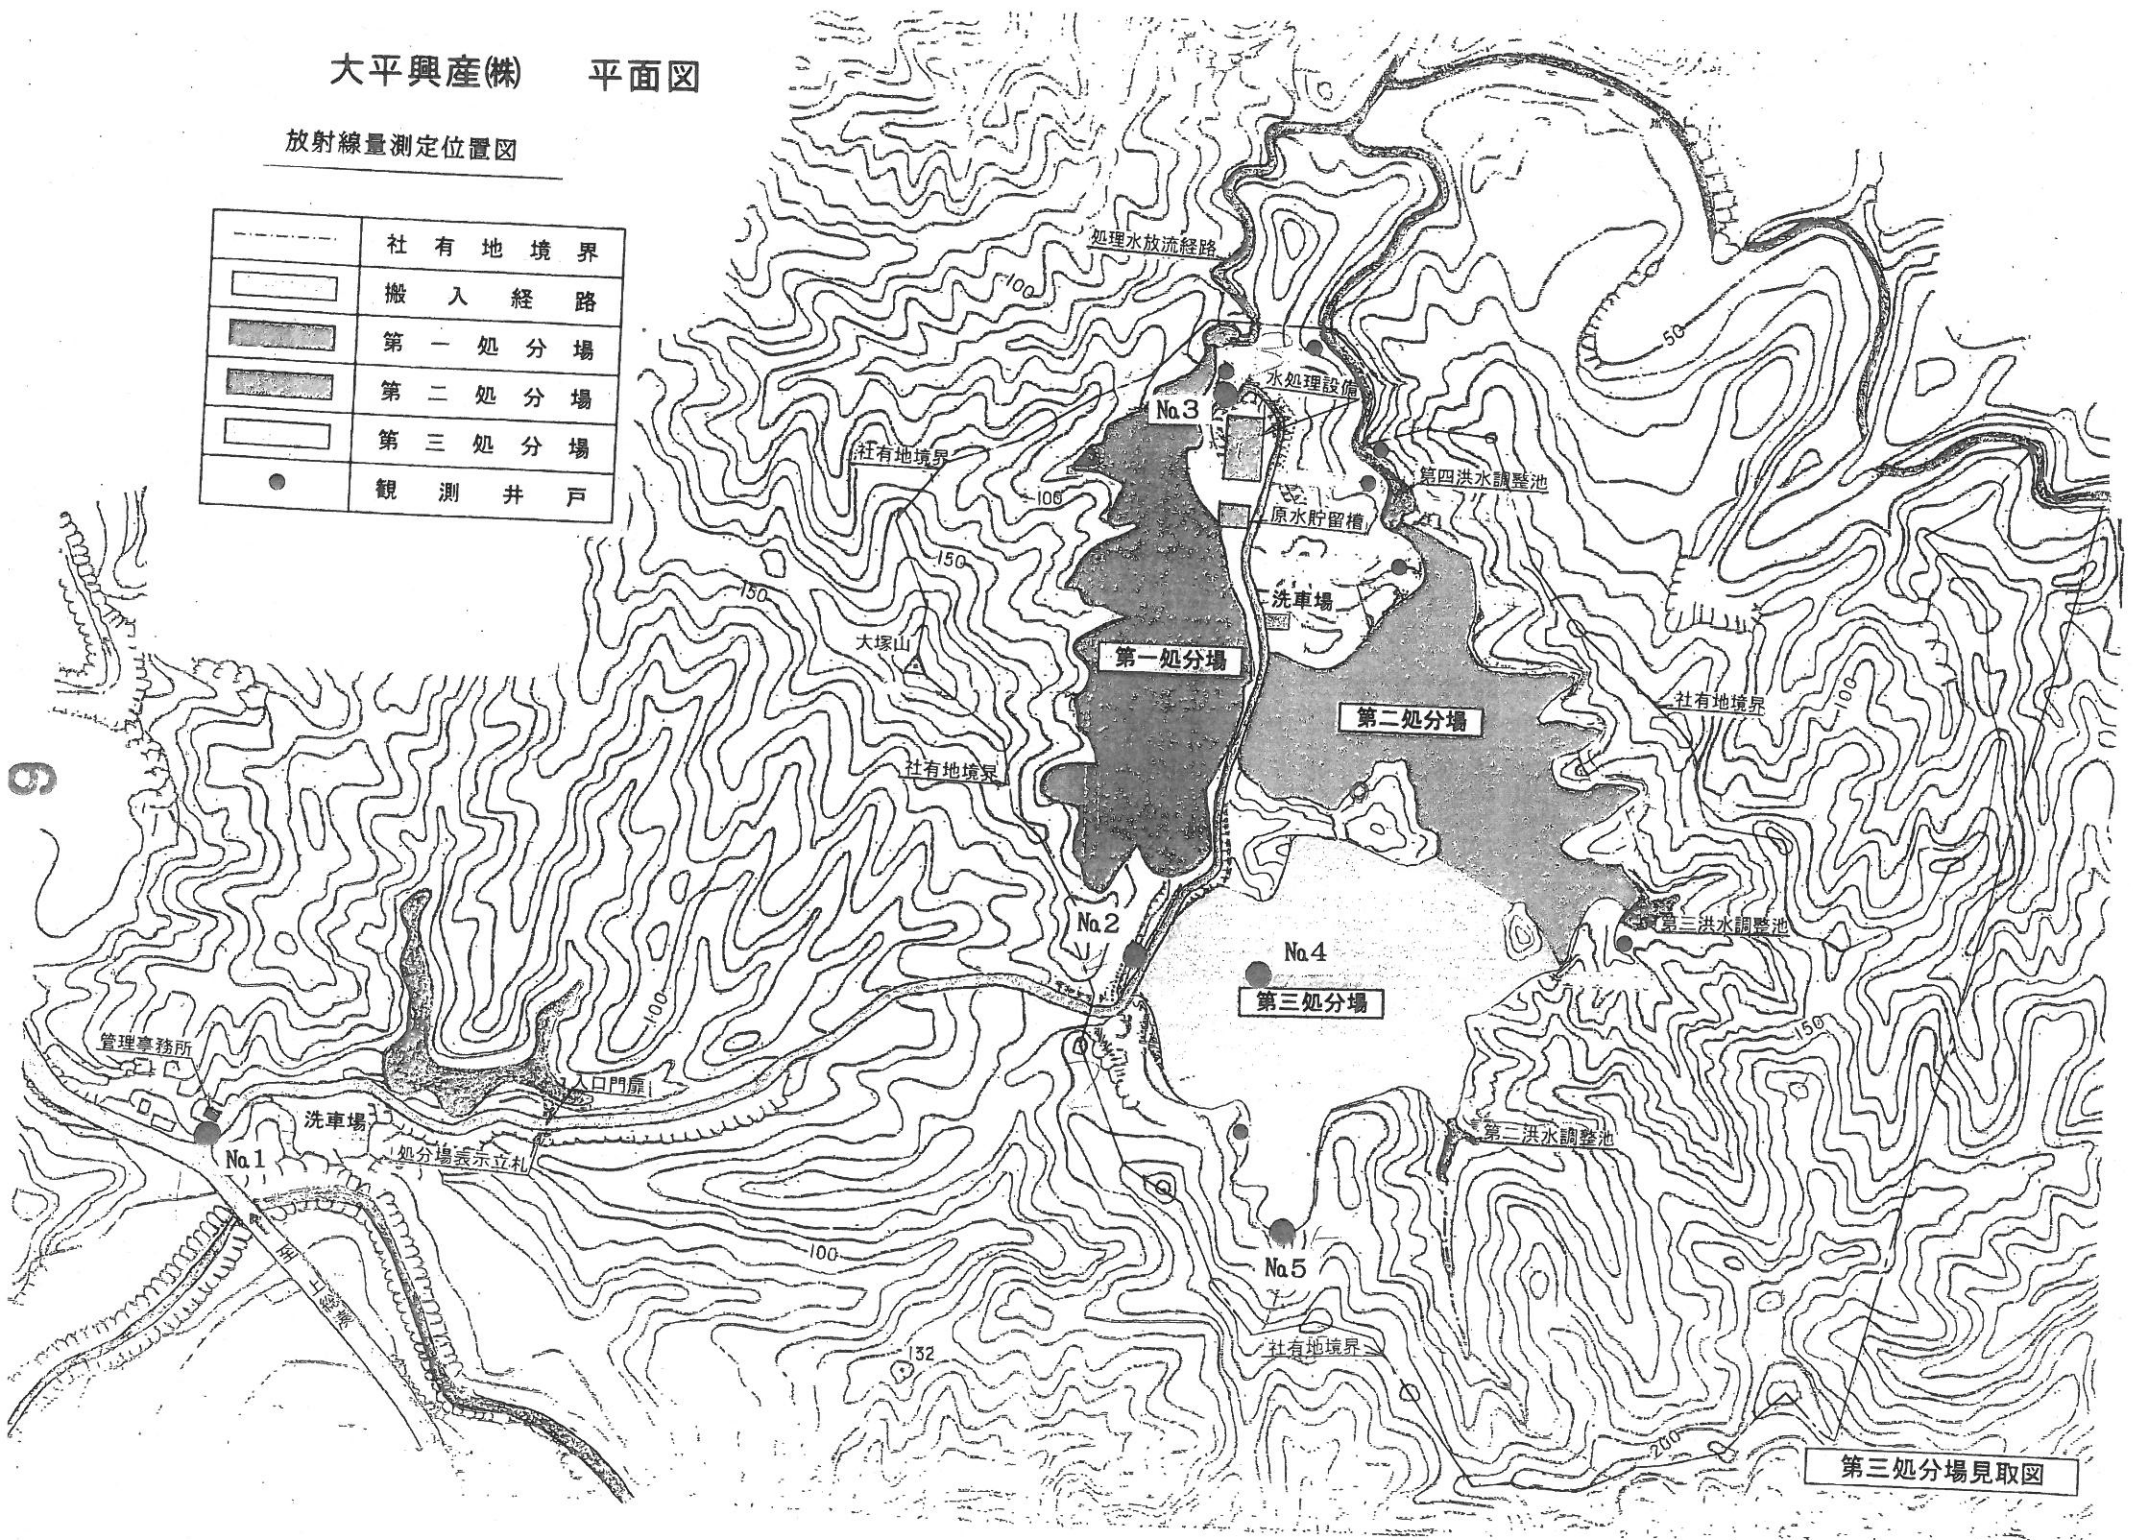 大平興産㈱　平面図
放射線量測定位置図
社有地境界
搬入経路
第一処分場
第二処分場
第三処分場
観測井戸
処理水放流経路
100
50
水処理設備
No.3
社有地境界
第四洪水調整池
100
原水貯留槽
150
150
洗車場
大塚山
第一処分場
第二処分場
社有地境界
100
社有地境界
9
No.2
第三洪水調整池
No.4
第三処分場
100
150
管理事務所
入口門扉
洗車場
処分場表示立札
No.1
第二洪水調整池
至上総湊
100
No.5
社有地境界
132
200
第三処分場見取図